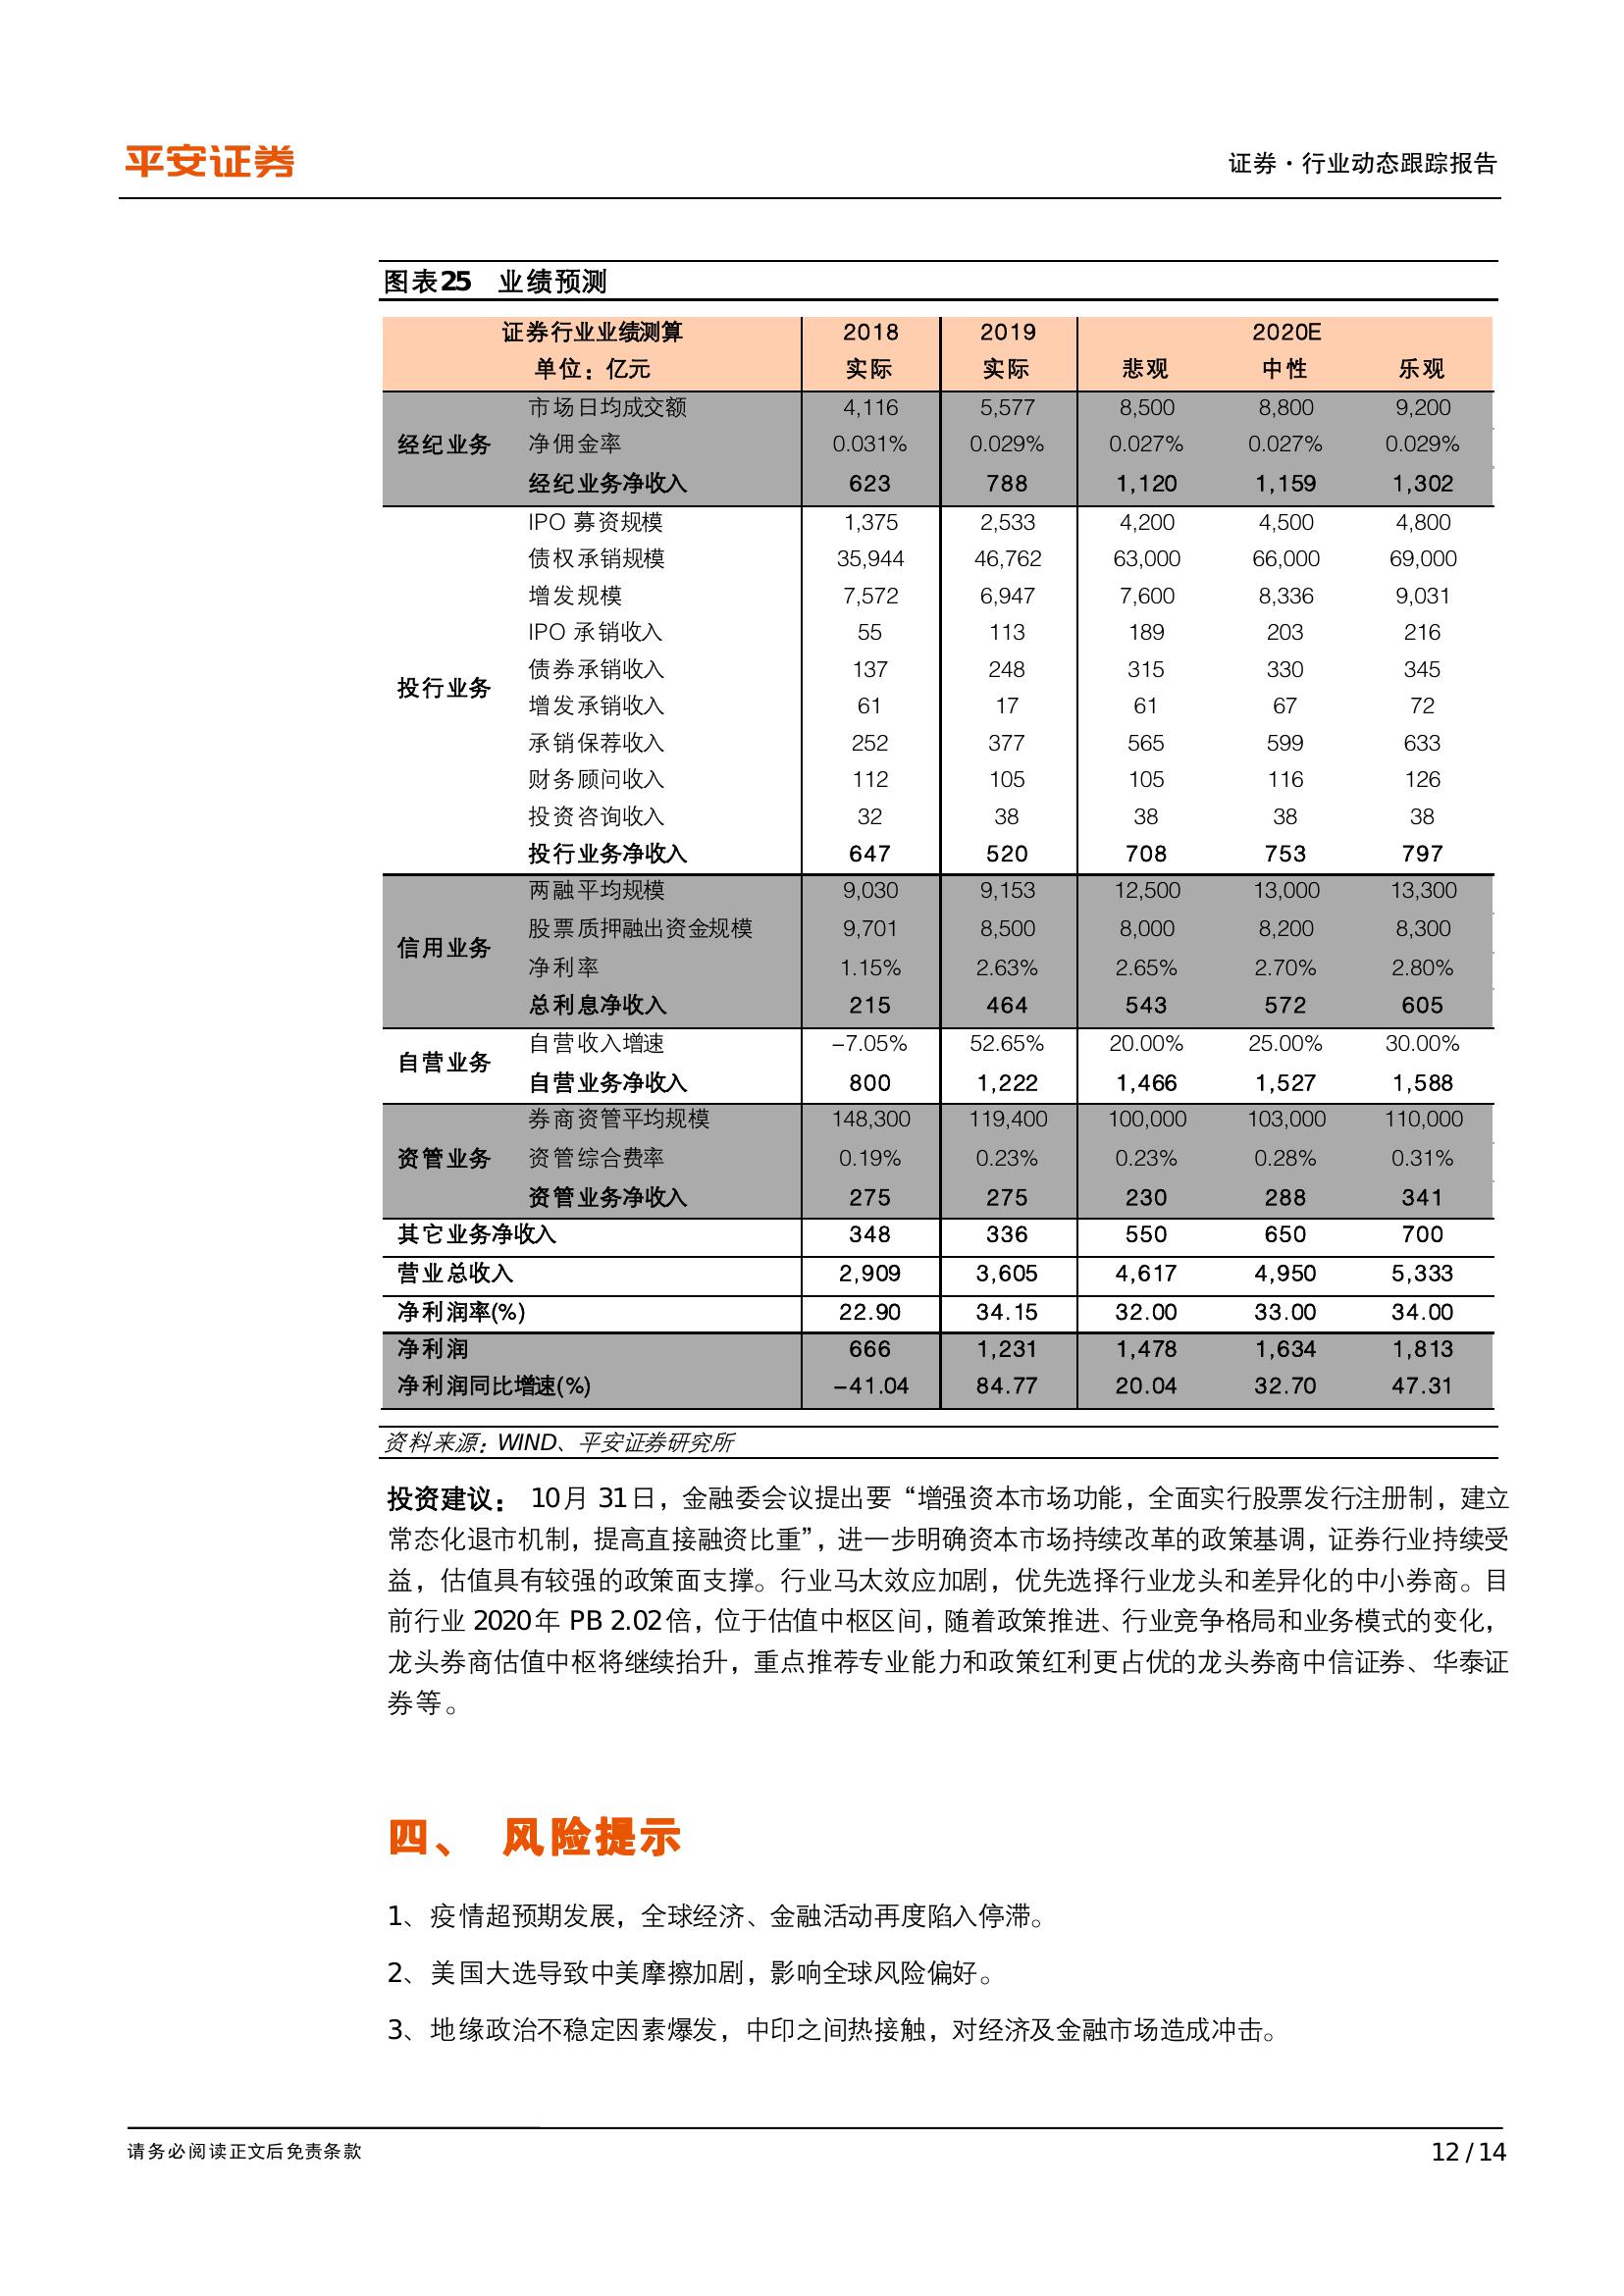 平安证券
证券·行业动态跟踪报告
图表25 业绩预测
证券行业业绩测算 2018 2019 2020E
单位：亿元 实际 实际 悲观 中性 乐观
市场日均成交额 4,116 5,577 8,500 8,800 9,200
经纪业务 净佣金率 0.031% 0.029% 0.027% 0.027% 0.029%
经纪业务净收入 623 788 1,120 1,159 1,302
IPO 募资规模 1,375 2,533 4,200 4,500 4,800
债权承销规模 35,944 46,762 63,000 66,000 69,000
增发规模 7,572 6,947 7,600 8,336 9,031
IPO 承销收入 55 113 189 203 216
债券承销收入 137 248 315 330 345
投行业务
增发承销收入 61 17 61 67 72
承销保荐收入 252 377 565 599 633
财务顾问收入 112 105 105 116 126
投资咨询收入 32 38 38 38 38
投行业务净收入 647 520 708 753 797
两融平均规模 9,030 9,153 12,500 13,000 13,300
股票质押融出资金规模 9,701 8,500 8,000 8,200 8,300
信用业务
净利率 1.15% 2.63% 2.65% 2.70% 2.80%
总利息净收入 215 464 543 572 605
自营收入增速 -7.05% 52.65% 20.00% 25.00% 30.00%
自营业务
自营业务净收入 800 1,222 1,466 1,527 1,588
券商资管平均规模 148,300 119,400 100,000 103,000 110,000
资管业务 资管综合费率 0.19% 0.23% 0.23% 0.28% 0.31%
资管业务净收入 275 275 230 288 341
其它业务净收入 348 336 550 650 700
营业总收入 2,909 3,605 4,617 4,950 5,333
净利润率(%) 22.90 34.15 32.00 33.00 34.00
净利润 666 1,231 1,478 1,634 1,813
净利润同比增速(%) -41.04 84.77 20.04 32.70 47.31
资料来源：WIND、平安证券研究所
投资建议： 10月 31日，金融委会议提出要“增强资本市场功能，全面实行股票发行注册制，建立
常态化退市机制，提高直接融资比重”，进一步明确资本市场持续改革的政策基调，证券行业持续受
益，估值具有较强的政策面支撑。行业马太效应加剧，优先选择行业龙头和差异化的中小券商。目
前行业 2020年 PB 2.02倍，位于估值中枢区间，随着政策推进、行业竞争格局和业务模式的变化，
龙头券商估值中枢将继续抬升，重点推荐专业能力和政策红利更占优的龙头券商中信证券、华泰证
券等。
四、 风险提示
1、疫情超预期发展，全球经济、金融活动再度陷入停滞。
2、美国大选导致中美摩擦加剧，影响全球风险偏好。
3、地缘政治不稳定因素爆发，中印之间热接触，对经济及金融市场造成冲击。
请务必阅读正文后免责条款
12 / 14